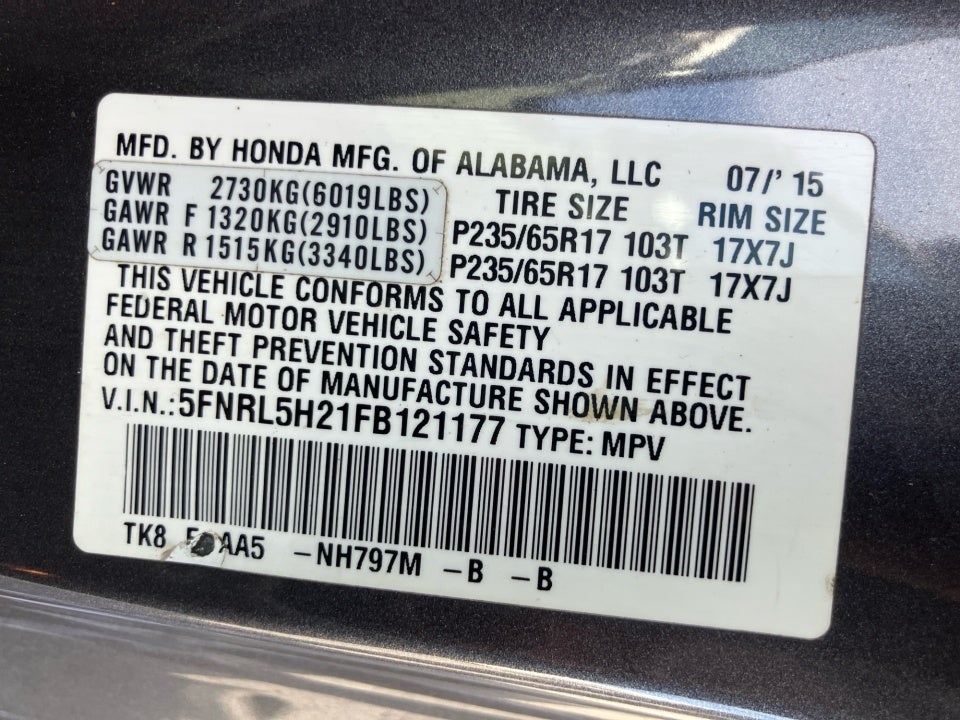 MFD. BY HONDA MFG. OF ALABAMA, LLC 07/' 15
GVWR 2730KG(6019LBS) TIRE SIZE RIM SIZE
GAWR F 1320KG(2910LBS) P235/65R17 103T 17X7J
GAWR R 1515KG(3340LBS) P235/65R17 103T 17X7J
THIS VEHICLE CONFORMS TO ALL APPLICABLE
FEDERAL MOTOR VEHICLE SAFETY
AND THEFT PREVENTION STANDARDS IN EFFECT
ON THE DATE OF MANUFACTURE SHOWN ABOVE.
V.I.N.:5FNRL5H21FB121177 TYPE: MPV
TK8 AA5 -NH797M -B -B